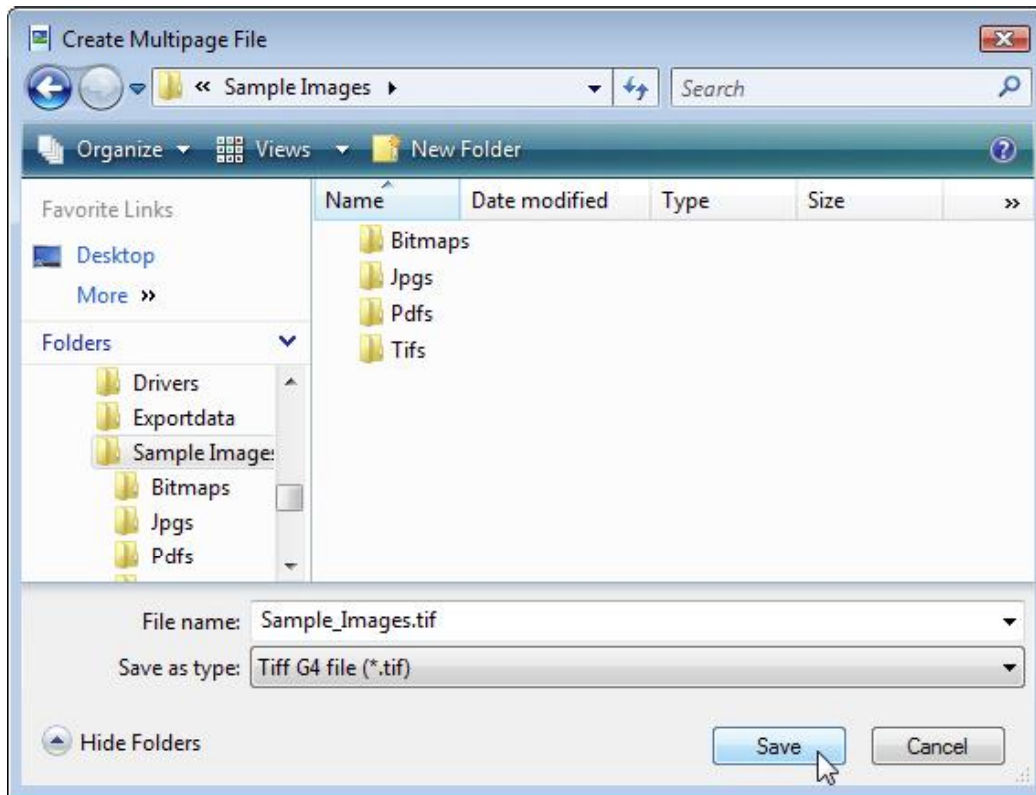 Create Multipage File
« Sample Images
Search
Organize Views New Folder
Favorite Links
Desktop
More »
Folders
Drivers
Exportdata
Sample Images
Bitmaps
Jpgs
Pdfs
Name Date modified Type Size »
Bitmaps
Jpgs
Pdfs
Tifs
File name: Sample_Images.tif
Save as type: Tiff G4 file (*.tif)
Hide Folders
Save Cancel